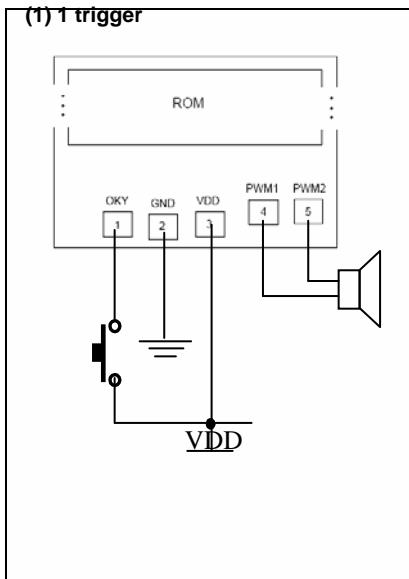 (1) 1 trigger
ROM
OKY GND VDD PWM1 PWM2
1 2 3 4 5
VDD